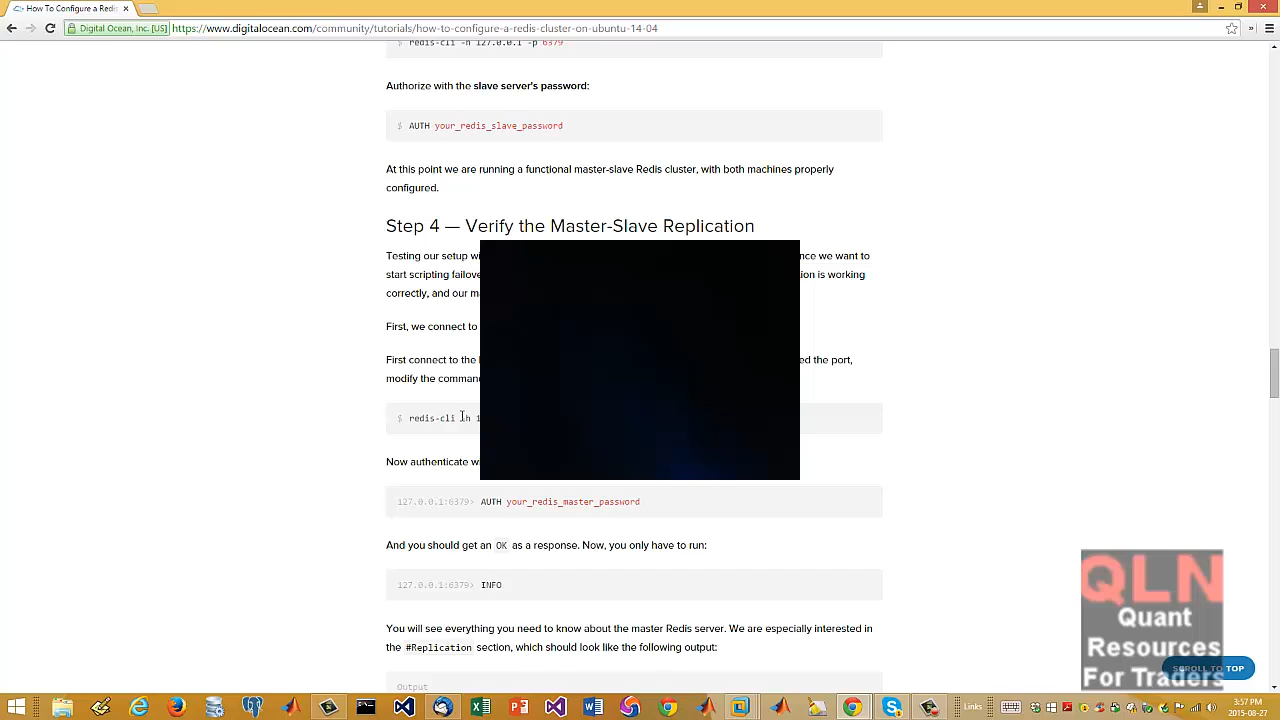 How To Configure a Redi
Digital Ocean, Inc. [US]
https://www.digitalocean.com/community/tutorials/how-to-configure-a-redis-cluster-on-ubuntu-14-04
redis-cli -h 127.0.0.1 -p 6379
Authorize with the slave server's password:
$ AUTH your_redis_slave_password
At this point we are running a functional master-slave Redis cluster, with both machines properly
configured.
Step 4 — Verify the Master-Slave Replication
Testing our setup wi nce we want to
start scripting failove ion is working
correctly, and our m
First, we connect to
First connect to the ed the port,
modify the comman
$ redis-cli -h 1
Now authenticate w
127.0.0.1:6379> AUTH your_redis_master_password
And you should get an OK as a response. Now, you only have to run:
127.0.0.1:6379> INFO
You will see everything you need to know about the master Redis server. We are especially interested in
the #Replication section, which should look like the following output:
Output
QLN
Quant
Resources
For Traders
SCROLL TO TOP
Links
3:57 PM
2015-08-27